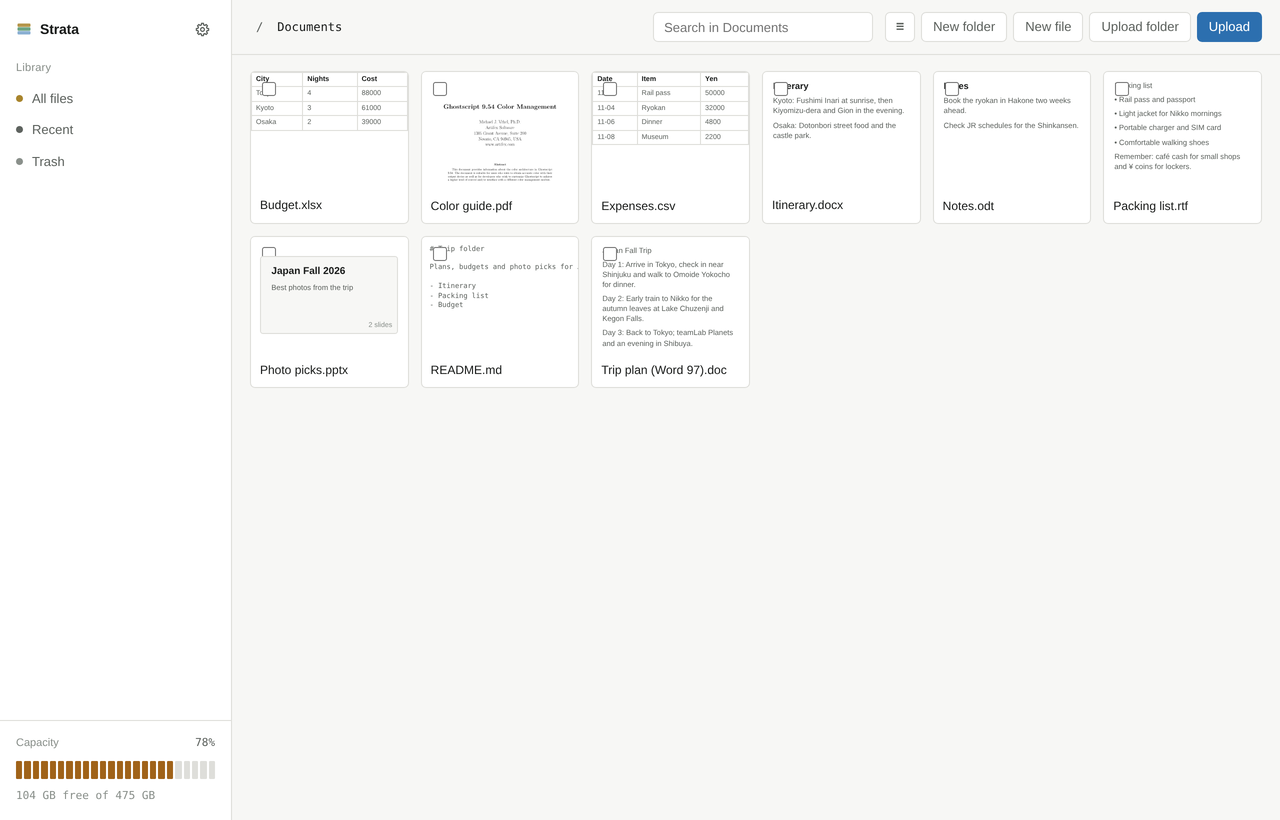 Strata
Library
All files
Recent
Trash
Capacity 78%
104 GB free of 475 GB
/ Documents
Search in Documents
New folder
New file
Upload folder
Upload
City Nights Cost
88000
4
Kyoto 3 61000
Osaka 2 39000
Budget.xlsx
Ghostscript 9.54 Color Management
Color guide.pdf
Date Item Yen
Rail pass 50000
11-04 Ryokan 32000
11-06 Dinner 4800
11-08 Museum 2200
Expenses.csv
Kyoto: Fushimi Inari at sunrise, then
Kiyomizu-dera and Gion in the evening.
Osaka: Dotonbori street food and the
castle park.
Itinerary.docx
Book the ryokan in Hakone two weeks
ahead.
Check JR schedules for the Shinkansen.
Notes.odt
list
• Rail pass and passport
• Light jacket for Nikko mornings
• Portable charger and SIM card
• Comfortable walking shoes
Remember: café cash for small shops
and ¥ coins for lockers.
Packing list.rtf
Japan Fall 2026
Best photos from the trip
2 slides
Photo picks.pptx
folder
Plans, budgets and photo picks for
- Itinerary
- Packing list
- Budget
README.md
Fall Trip
Day 1: Arrive in Tokyo, check in near
Shinjuku and walk to Omoide Yokocho
for dinner.
Day 2: Early train to Nikko for the
autumn leaves at Lake Chuzenji and
Kegon Falls.
Day 3: Back to Tokyo; teamLab Planets
and an evening in Shibuya.
Trip plan (Word 97).doc